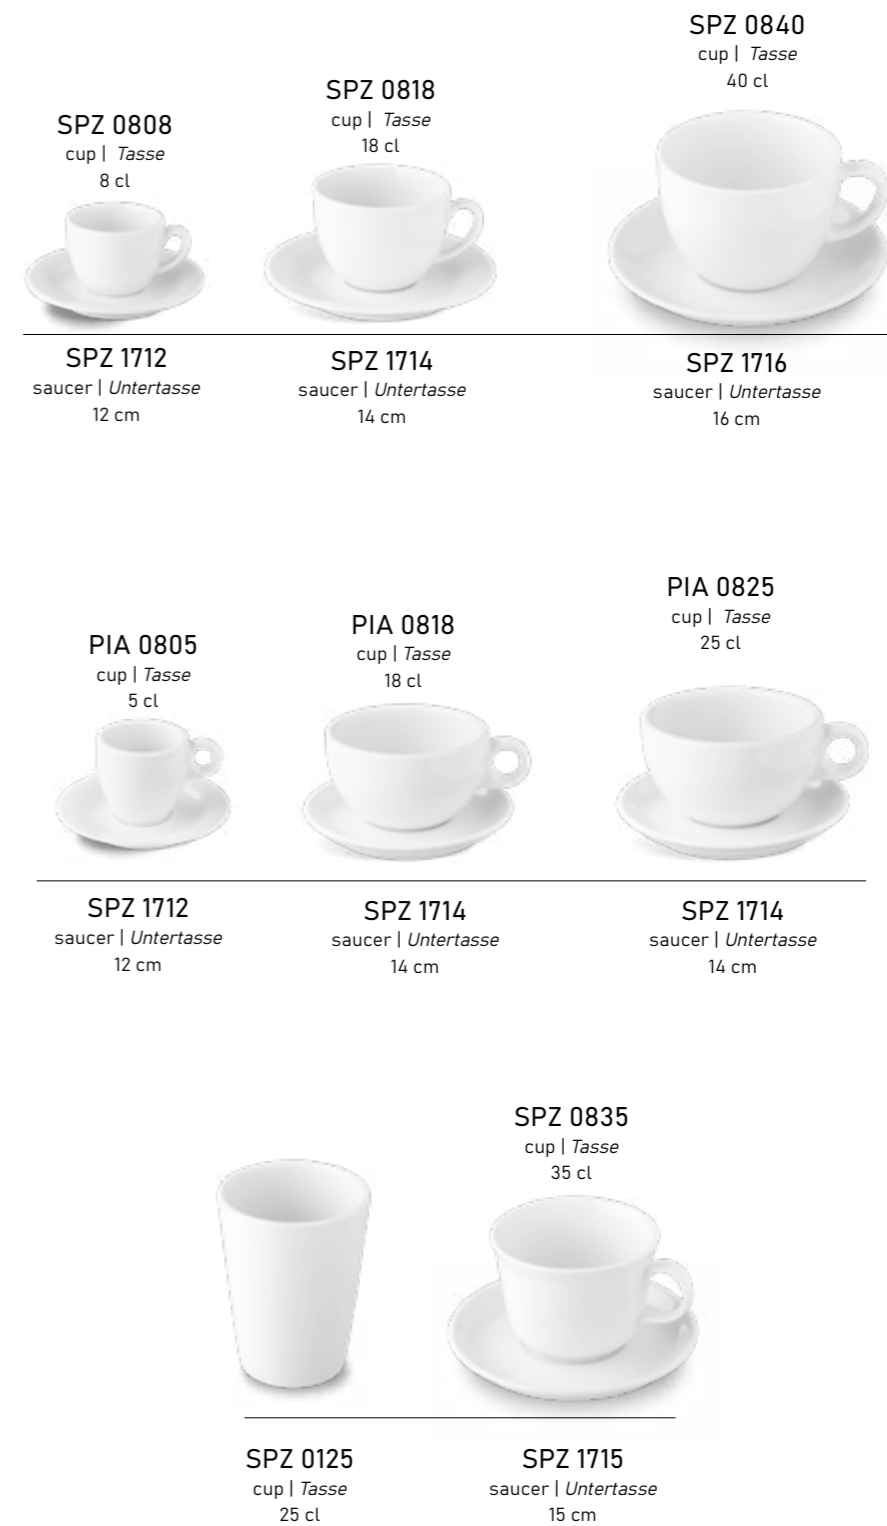 SPZ 0808
cup | Tasse
8 cl
SPZ 0818
cup | Tasse
18 cl
SPZ 0840
cup | Tasse
40 cl
SPZ 1712
saucer | Untertasse
12 cm
SPZ 1714
saucer | Untertasse
14 cm
SPZ 1716
saucer | Untertasse
16 cm
PIA 0805
cup | Tasse
5 cl
PIA 0818
cup | Tasse
18 cl
PIA 0825
cup | Tasse
25 cl
SPZ 1712
saucer | Untertasse
12 cm
SPZ 1714
saucer | Untertasse
14 cm
SPZ 1714
saucer | Untertasse
14 cm
SPZ 0835
cup | Tasse
35 cl
SPZ 0125
cup | Tasse
25 cl
SPZ 1715
saucer | Untertasse
15 cm